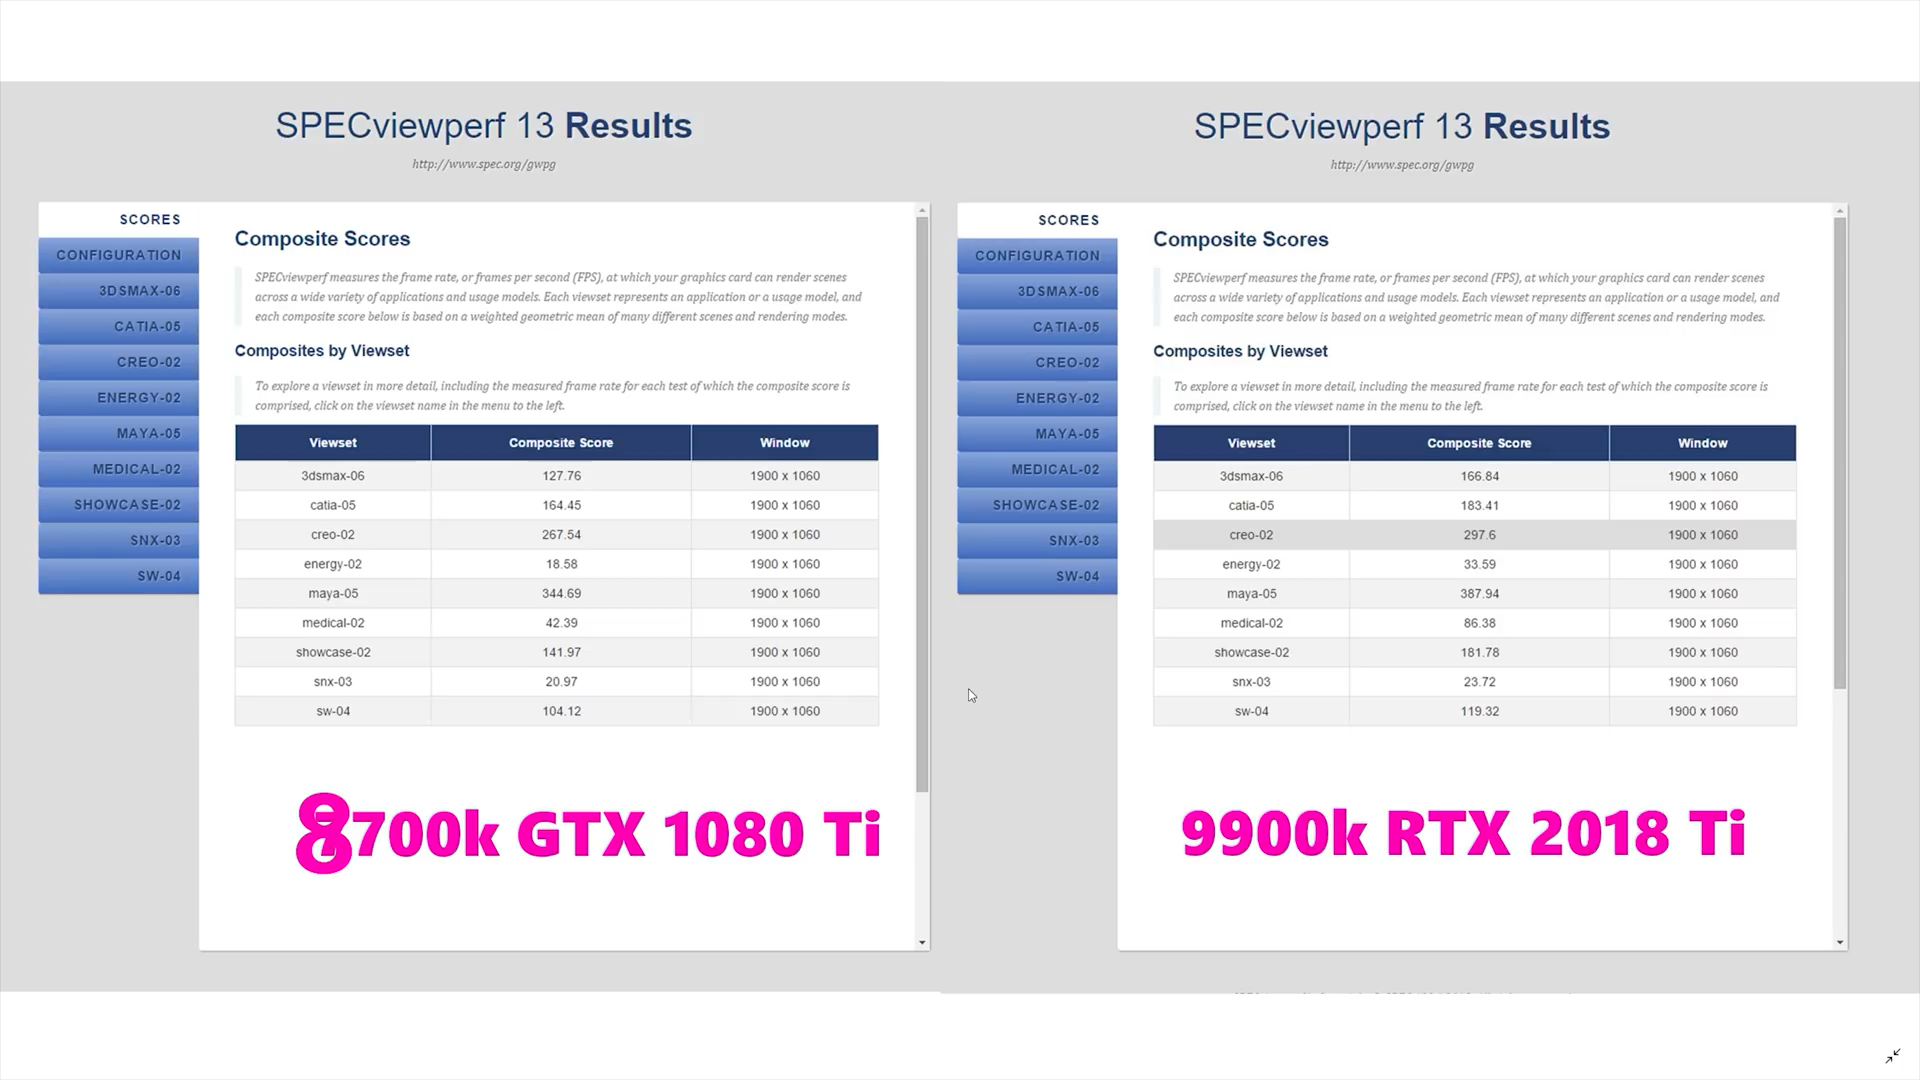 SPECviewperf 13 Results
http://www.spec.org/gwpg
SCORES
CONFIGURATION
3DSMAX-06
CATIA-05
CREO-02
ENERGY-02
MAYA-05
MEDICAL-02
SHOWCASE-02
SNX-03
SW-04
Composite Scores
SPECviewperf measures the frame rate, or frames per second (FPS), at which your graphics card can render scenes
across a wide variety of applications and usage models. Each viewset represents an application or a usage model, and
each composite score below is based on a weighted geometric mean of many different scenes and rendering modes.
Composites by Viewset
To explore a viewset in more detail, including the measured frame rate for each test of which the composite score is
comprised, click on the viewset name in the menu to the left.
Viewset Composite Score Window
3dsmax-06 127.76 1900 x 1060
catia-05 164.45 1900 x 1060
creo-02 267.54 1900 x 1060
energy-02 18.58 1900 x 1060
maya-05 344.69 1900 x 1060
medical-02 42.39 1900 x 1060
showcase-02 141.97 1900 x 1060
snx-03 20.97 1900 x 1060
sw-04 104.12 1900 x 1060
8700k GTX 1080 Ti
SPECviewperf 13 Results
http://www.spec.org/gwpg
SCORES
CONFIGURATION
3DSMAX-06
CATIA-05
CREO-02
ENERGY-02
MAYA-05
MEDICAL-02
SHOWCASE-02
SNX-03
SW-04
Composite Scores
SPECviewperf measures the frame rate, or frames per second (FPS), at which your graphics card can render scenes
across a wide variety of applications and usage models. Each viewset represents an application or a usage model, and
each composite score below is based on a weighted geometric mean of many different scenes and rendering modes.
Composites by Viewset
To explore a viewset in more detail, including the measured frame rate for each test of which the composite score is
comprised, click on the viewset name in the menu to the left.
Viewset Composite Score Window
3dsmax-06 166.84 1900 x 1060
catia-05 183.41 1900 x 1060
creo-02 297.6 1900 x 1060
energy-02 33.59 1900 x 1060
maya-05 387.94 1900 x 1060
medical-02 86.38 1900 x 1060
showcase-02 181.78 1900 x 1060
snx-03 23.72 1900 x 1060
sw-04 119.32 1900 x 1060
9900k RTX 2018 Ti